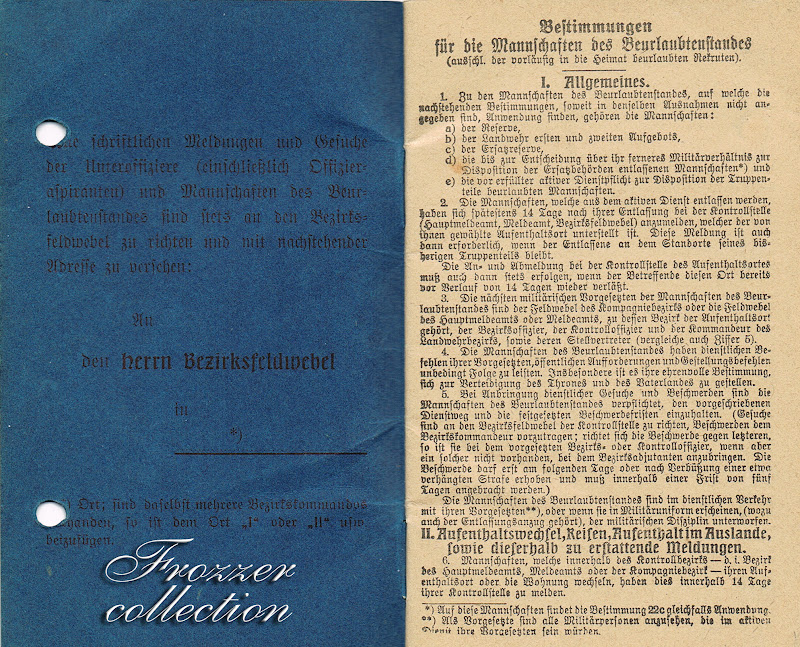 schriftlichen Meldungen und Gesuche
der Unteroffiziere (einschließlich Offizier-
aspiranten) und Mannschaften des Beur-
laubtenstandes sind stets an den Bezirks-
feldwebel zu richten und mit nachstehender
Adresse zu versehen:
An
den Herrn Bezirksfeldwebel
in
*)
Ort; sind daselbst mehrere Bezirkskommandos
so ist dem Ort „I“ oder „II“ usw
beizufügen.
Frozzer
collection
Bestimmungen
für die Mannschaften des Beurlaubtenstandes
(ausschl. der vorläufig in die Heimat beurlaubten Rekruten).
I. Allgemeines.
1. Zu den Mannschaften des Beurlaubtenstandes, auf welche die
nachstehenden Bestimmungen, soweit in denselben Ausnahmen nicht an-
gegeben sind, Anwendung finden, gehören die Mannschaften:
a) der Reserve,
b) der Landwehr ersten und zweiten Aufgebots,
c) der Ersatzreserve,
d) die bis zur Entscheidung über ihr ferneres Militärverhältnis zur
Disposition der Ersatzbehörden entlassenen Mannschaften*) und
e) die vor erfüllter aktiver Dienstpflicht zur Disposition der Truppen-
teile beurlaubten Mannschaften.
2. Die Mannschaften, welche aus dem aktiven Dienst entlassen werden,
haben sich spätestens 14 Tage nach ihrer Entlassung bei der Kontrollstelle
(Hauptmeldeamt, Meldeamt, Bezirksfeldwebel) anzumelden, welcher der von
ihnen gewählte Aufenthaltsort unterstellt ist. Diese Meldung ist auch
dann erforderlich, wenn der Entlassene an dem Standorte seines bis-
herigen Truppenteils bleibt.
Die An- und Abmeldung bei der Kontrollstelle des Aufenthaltsortes
muß auch dann stets erfolgen, wenn der Betreffende diesen Ort bereits
vor Verlauf von 14 Tagen wieder verläßt.
3. Die nächsten militärischen Vorgesetzten der Mannschaften des Beur-
laubtenstandes sind der Feldwebel des Kompagniebezirks oder die Feldwebel
des Hauptmeldeamts oder Meldeamts, zu dessen Bezirk der Aufenthaltsort
gehört, der Bezirksoffizier, der Kontrolloffizier und der Kommandeur des
Landwehrbezirks, sowie deren Stellvertreter (vergleiche auch Ziffer 5).
4. Die Mannschaften des Beurlaubtenstandes haben dienstlichen Be-
fehlen ihrer Vorgesetzten, öffentlichen Aufforderungen und Gestellungsbefehlen
unbedingt Folge zu leisten. Insbesondere ist es ihre ehrenvolle Bestimmung,
sich zur Verteidigung des Thrones und des Vaterlandes zu gestellen.
5. Bei Anbringung dienstlicher Gesuche und Beschwerden sind die
Mannschaften des Beurlaubtenstandes verpflichtet, den vorgeschriebenen
Dienstweg und die festgesetzten Beschwerdefristen einzuhalten. (Gesuche
sind an den Bezirksfeldwebel der Kontrollstelle zu richten, Beschwerden dem
Bezirkskommandeur vorzutragen; richtet sich die Beschwerde gegen letzteren,
so ist sie bei dem vorgesetzten Bezirks- oder Kontrolloffizier, wenn aber
ein solcher nicht vorhanden, bei dem Bezirksadjutanten anzubringen. Die
Beschwerde darf erst am folgenden Tage oder nach Verbüßung einer etwa
verhängten Strafe erhoben und muß innerhalb einer Frist von fünf
Tagen angebracht werden.)
Die Mannschaften des Beurlaubtenstandes sind im dienstlichen Verkehr
mit ihren Vorgesetzten**), oder wenn sie in Militäruniform erscheinen, (wozu
auch der Entlassungsanzug gehört), der militärischen Disziplin unterworfen.
II. Aufenthaltswechsel, Reisen, Aufenthalt im Auslande,
sowie dieserhalb zu erstattende Meldungen.
6. Mannschaften, welche innerhalb des Kontrollbezirks — d. i. Bezirk
des Hauptmeldeamts, Meldeamts oder der Kompagniebezirk — ihren Auf-
enthaltsort oder die Wohnung wechseln, haben dies innerhalb 14 Tage
ihrer Kontrollstelle zu melden.
*) Auf diese Mannschaften findet die Bestimmung 22c gleichfalls Anwendung.
**) Als Vorgesetzte sind alle Militärpersonen anzusehen, die im aktiven
Dienst ihre Vorgesetzten sein würden.